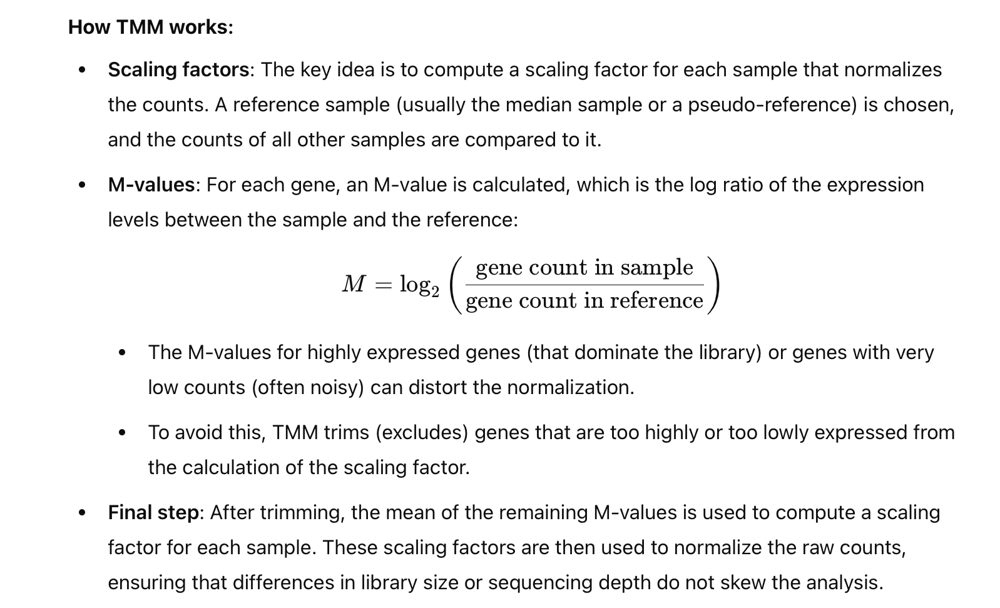 How TMM works:
• Scaling factors: The key idea is to compute a scaling factor for each sample that normalizes
the counts. A reference sample (usually the median sample or a pseudo-reference) is chosen,
and the counts of all other samples are compared to it.
• M-values: For each gene, an M-value is calculated, which is the log ratio of the expression
levels between the sample and the reference:
M = log₂ (gene count in sample / gene count in reference)
• The M-values for highly expressed genes (that dominate the library) or genes with very
low counts (often noisy) can distort the normalization.
• To avoid this, TMM trims (excludes) genes that are too highly or too lowly expressed from
the calculation of the scaling factor.
• Final step: After trimming, the mean of the remaining M-values is used to compute a scaling
factor for each sample. These scaling factors are then used to normalize the raw counts,
ensuring that differences in library size or sequencing depth do not skew the analysis.